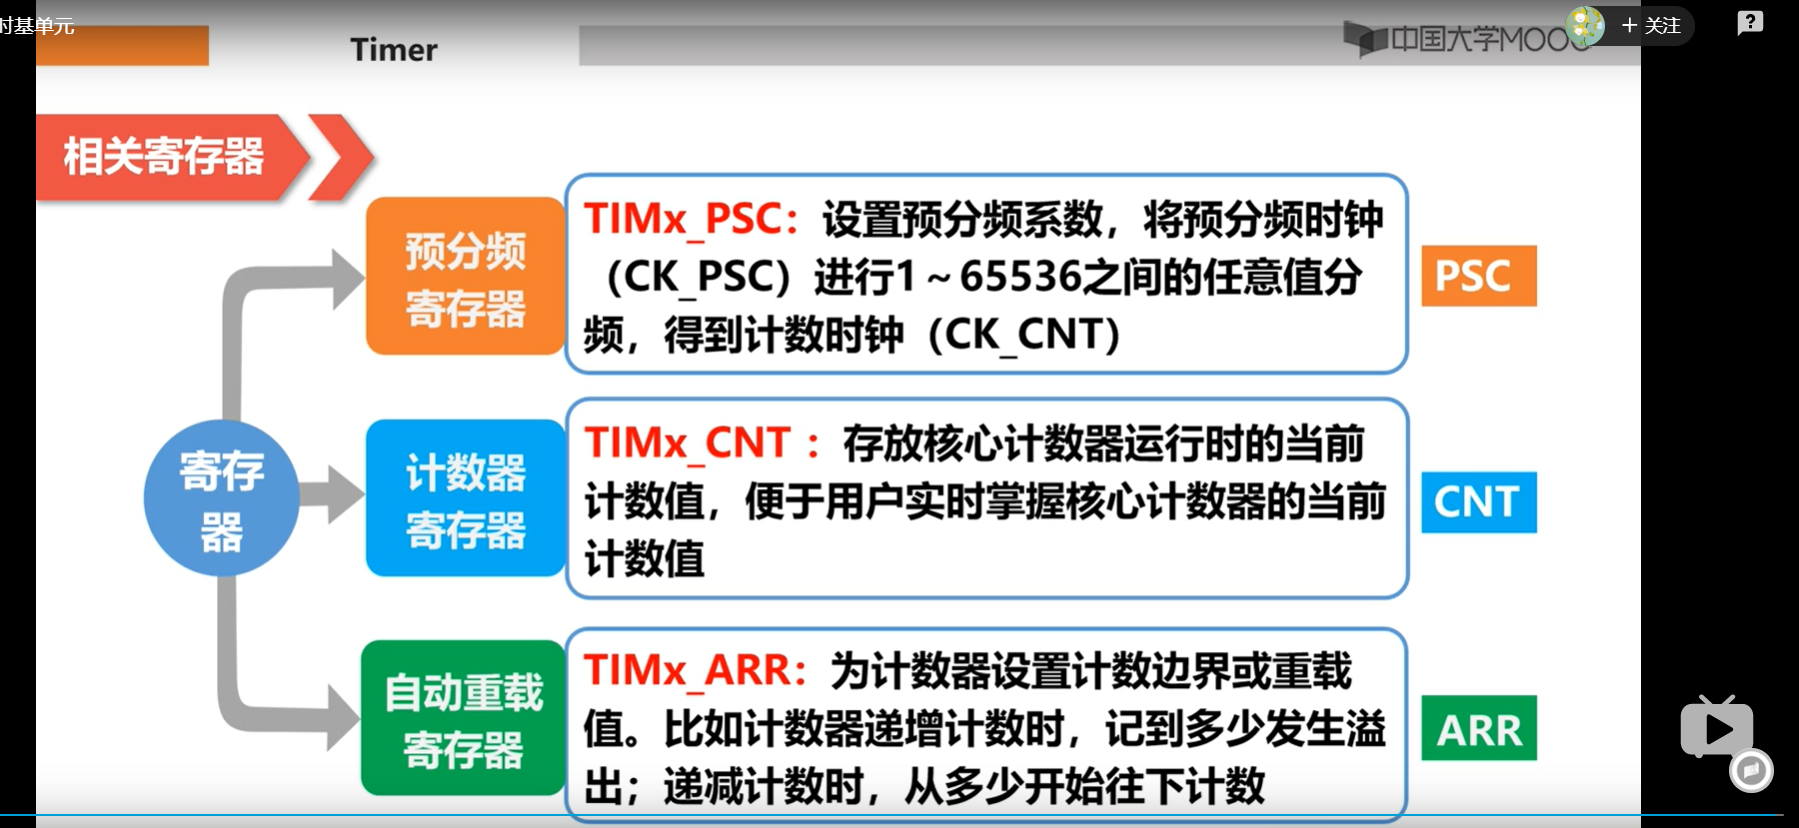 时基单元
Timer
中国大学MOOC
+ 关注
相关寄存器
预分频
寄存器
TIMx_PSC：设置预分频系数，将预分频时钟
（CK_PSC）进行1～65536之间的任意值分
频，得到计数时钟（CK_CNT）
PSC
寄存
器
计数器
寄存器
TIMx_CNT ：存放核心计数器运行时的当前
计数值，便于用户实时掌握核心计数器的当前
计数值
CNT
自动重载
寄存器
TIMx_ARR：为计数器设置计数边界或重载
值。比如计数器递增计数时，记到多少发生溢
出；递减计数时，从多少开始往下计数
ARR